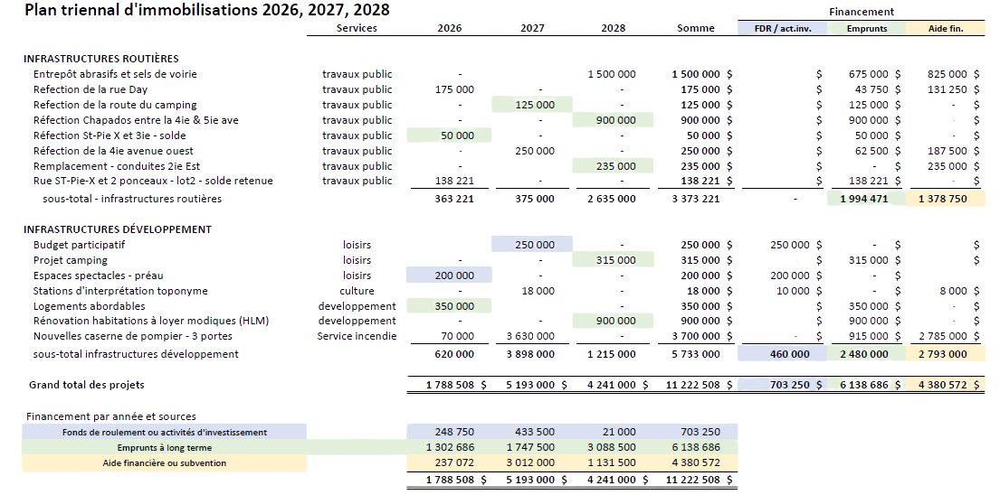 Plan triennal d'immobilisations 2026, 2027, 2028
Financement
Services 2026 2027 2028 Somme FDR / act.inv. Emprunts Aide fin.
INFRASTRUCTURES ROUTIÈRES
Entrepôt abrasifs et sels de voirie travaux public - 1 500 000 1 500 000 $ $ 675 000 $ 825 000 $
Refection de la rue Day travaux public 175 000 - - 175 000 $ $ 43 750 $ 131 250 $
Refection de la route du camping travaux public - 125 000 - 125 000 $ $ 125 000 $ - $
Réfection Chapados entre la 4ie & 5ie ave travaux public - - 900 000 900 000 $ $ 900 000 $ - $
Réfection St-Pie X et 3ie - solde travaux public 50 000 - - 50 000 $ $ 50 000 $ - $
Réfection de la 4ie avenue ouest travaux public 250 000 - 250 000 $ $ 62 500 $ 187 500 $
Remplacement - conduites 2ie Est travaux public - 235 000 235 000 $ $ - $ 235 000 $
Rue ST-Pie-X et 2 ponceaux - lot2 - solde retenue travaux public 138 221 - - 138 221 $ $ 138 221 $ - $
sous-total - infrastructures routières 363 221 375 000 2 635 000 3 373 221 - 1 994 471 1 378 750
INFRASTRUCTURES DÉVELOPPEMENT
Budget participatif loisirs 250 000 - 250 000 $ 250 000 $ - $ $
Projet camping loisirs - - 315 000 315 000 $ - $ 315 000 $ $
Espaces spectacles - préau loisirs 200 000 - - 200 000 $ 200 000 $ - $
Stations d'interprétation toponyme culture - 18 000 - 18 000 $ 10 000 $ - $ 8 000 $
Logements abordables developpement 350 000 - - 350 000 $ $ 350 000 $ - $
Rénovation habitations à loyer modiques (HLM) developpement - - 900 000 900 000 $ $ 900 000 $ - $
Nouvelles caserne de pompier - 3 portes Service incendie 70 000 3 630 000 - 3 700 000 $ - $ 915 000 $ 2 785 000 $
sous-total infrastructures développement 620 000 3 898 000 1 215 000 5 733 000 460 000 2 480 000 2 793 000
Grand total des projets 1 788 508 $ 5 193 000 $ 4 241 000 $ 11 222 508 $ 703 250 $ 6 138 686 $ 4 380 572 $
Financement par année et sources
Fonds de roulement ou activités d'investissement 248 750 433 500 21 000 703 250
Emprunts à long terme 1 302 686 1 747 500 3 088 500 6 138 686
Aide financière ou subvention 237 072 3 012 000 1 131 500 4 380 572
1 788 508 $ 5 193 000 $ 4 241 000 $ 11 222 508 $